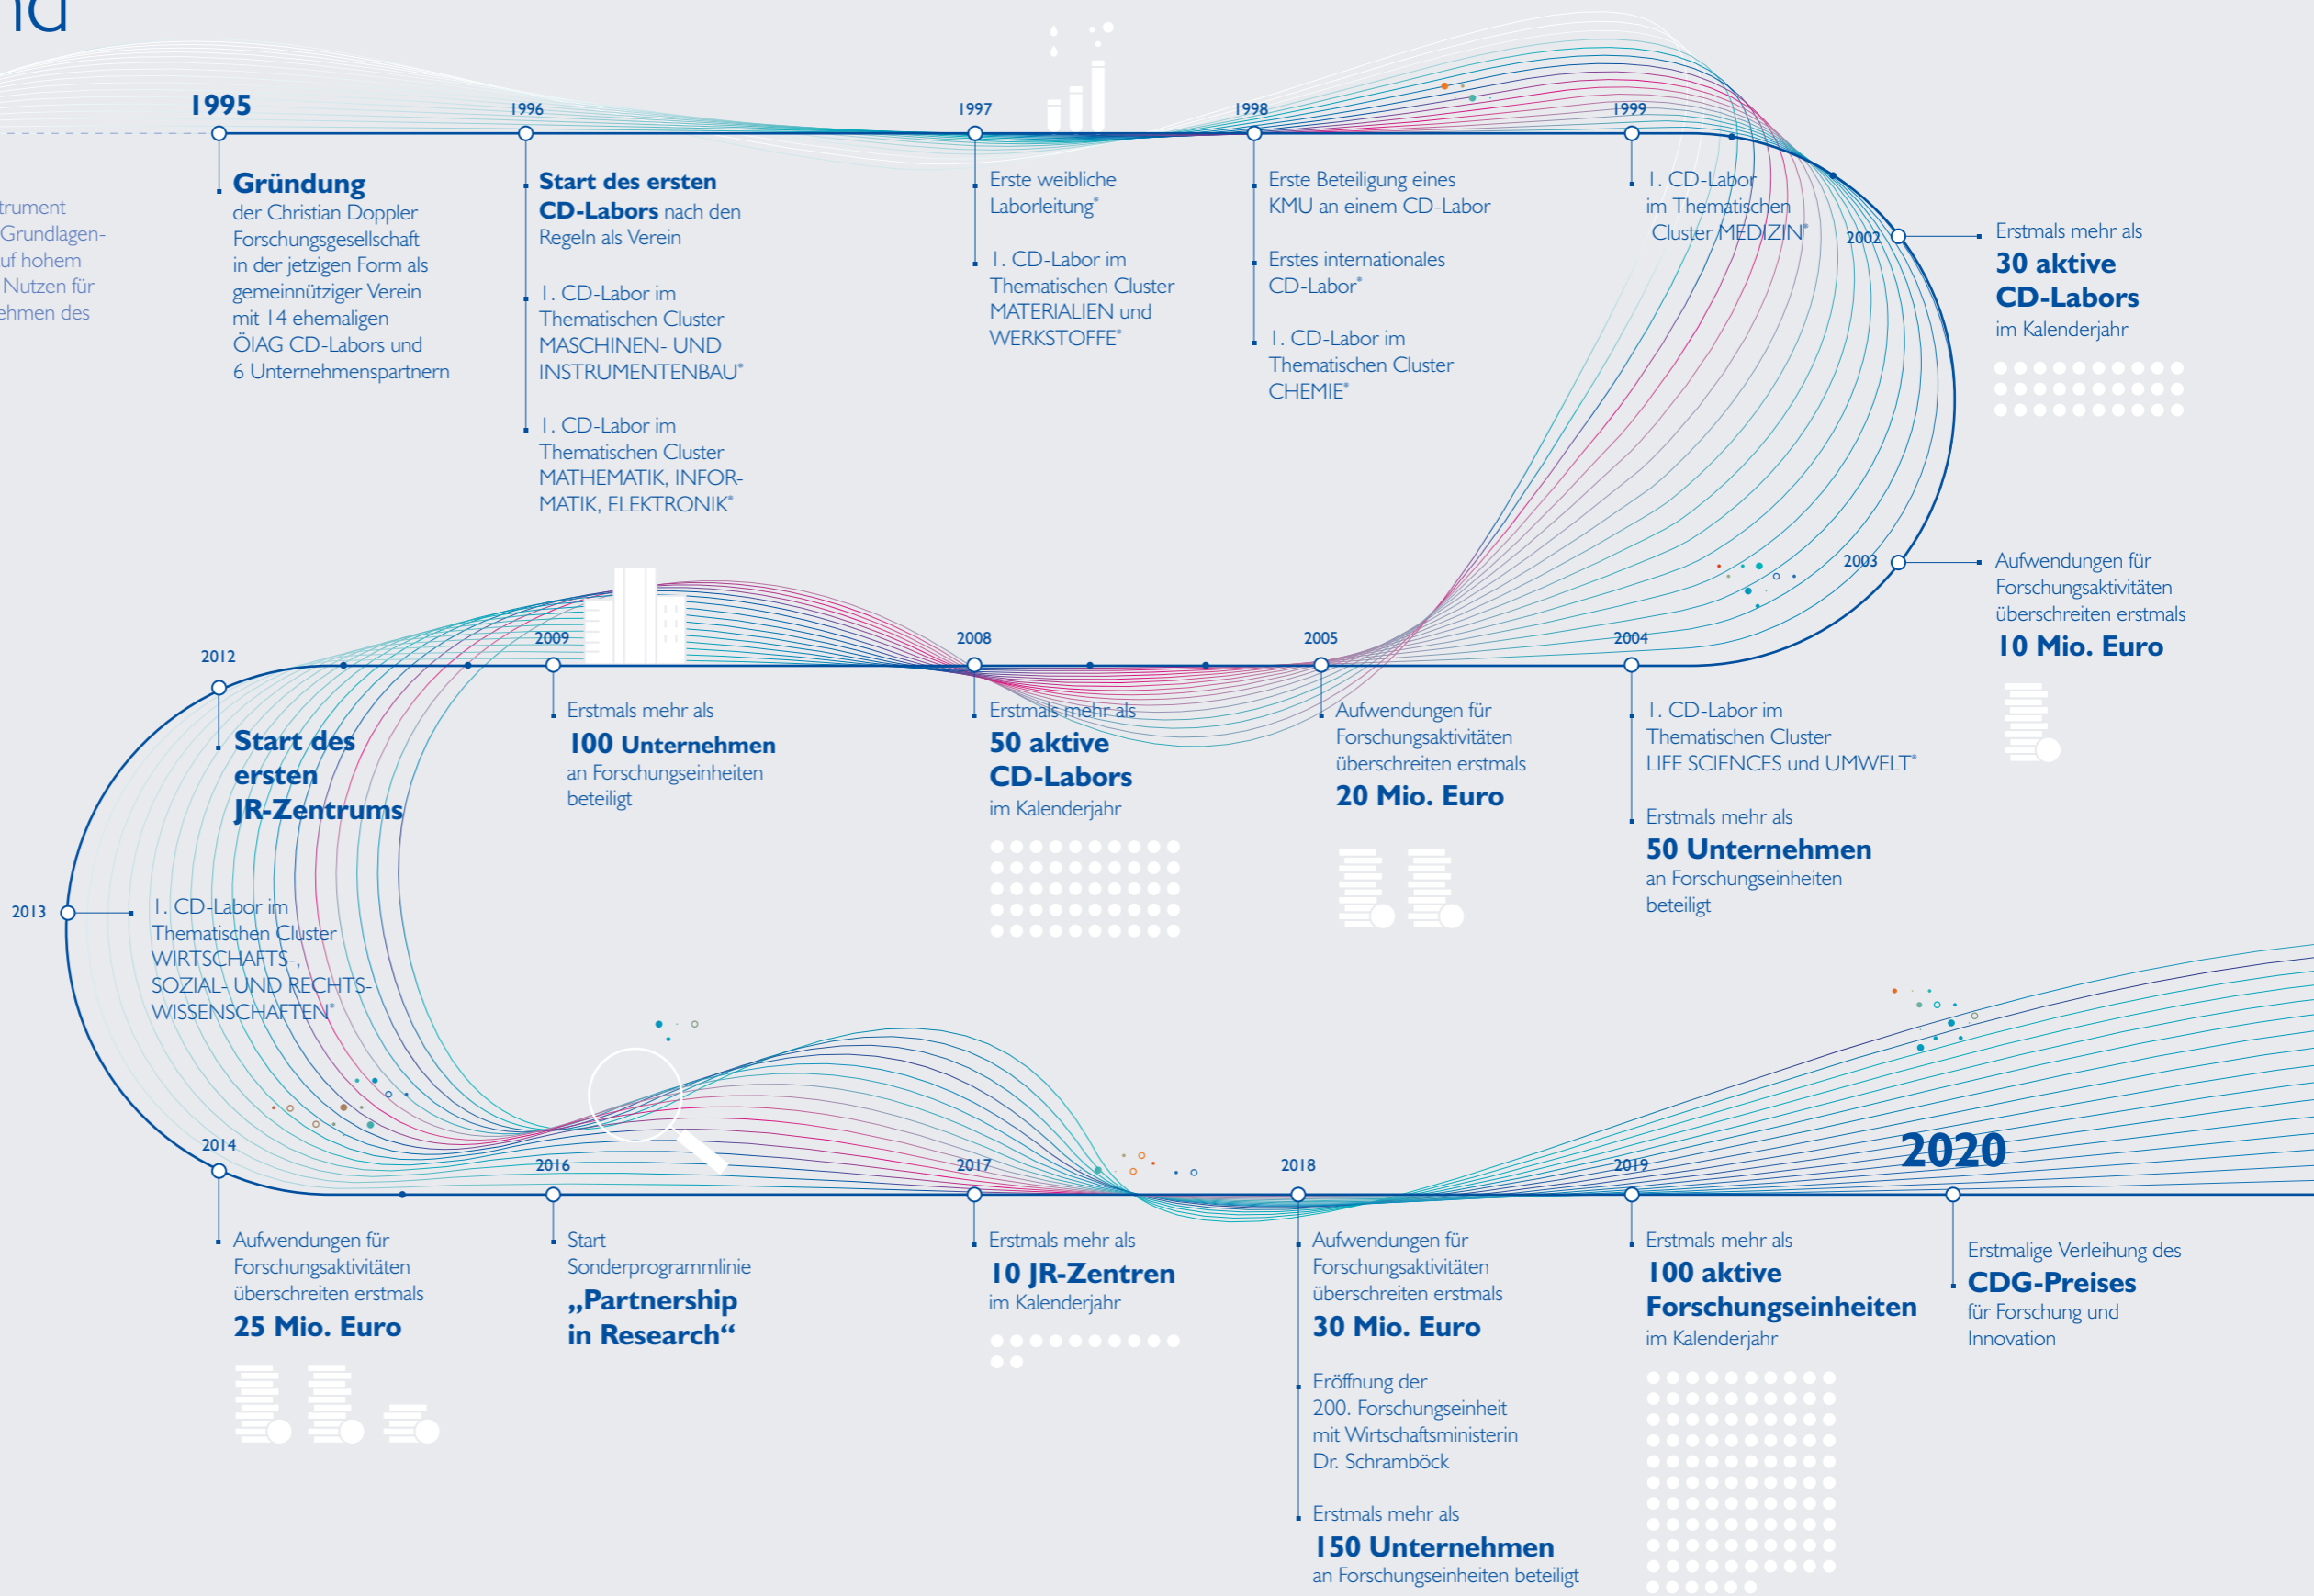 1995
Gründung
der Christian Doppler
Forschungsgesellschaft
in der jetzigen Form als
gemeinnütziger Verein
mit 14 ehemaligen
ÖIAG CD-Labors und
6 Unternehmenspartnern
trument
Grundlagen-
uf hohem
Nutzen für
ehmen des
1996
Start des ersten
CD-Labors nach den
Regeln als Verein
1. CD-Labor im
Thematischen Cluster
MASCHINEN- UND
INSTRUMENTENBAU*
1. CD-Labor im
Thematischen Cluster
MATHEMATIK, INFOR-
MATIK, ELEKTRONIK*
1997
Erste weibliche
Laborleitung*
1. CD-Labor im
Thematischen Cluster
MATERIALIEN und
WERKSTOFFE*
1998
Erste Beteiligung eines
KMU an einem CD-Labor
Erstes internationales
CD-Labor*
1. CD-Labor im
Thematischen Cluster
CHEMIE*
1999
1. CD-Labor
im Thematischen
Cluster MEDIZIN*
2002
Erstmals mehr als
30 aktive
CD-Labors
im Kalenderjahr
2003
Aufwendungen für
Forschungsaktivitäten
überschreiten erstmals
10 Mio. Euro
2004
1. CD-Labor im
Thematischen Cluster
LIFE SCIENCES und UMWELT*
Erstmals mehr als
50 Unternehmen
an Forschungseinheiten
beteiligt
2005
Aufwendungen für
Forschungsaktivitäten
überschreiten erstmals
20 Mio. Euro
2008
Erstmals mehr als
50 aktive
CD-Labors
im Kalenderjahr
2009
Erstmals mehr als
100 Unternehmen
an Forschungseinheiten
beteiligt
2012
Start des
ersten
JR-Zentrums
2013
1. CD-Labor im
Thematischen Cluster
WIRTSCHAFTS-,
SOZIAL- UND RECHTS-
WISSENSCHAFTEN*
2014
Aufwendungen für
Forschungsaktivitäten
überschreiten erstmals
25 Mio. Euro
2016
Start
Sonderprogrammlinie
„Partnership
in Research“
2017
Erstmals mehr als
10 JR-Zentren
im Kalenderjahr
2018
Aufwendungen für
Forschungsaktivitäten
überschreiten erstmals
30 Mio. Euro
Eröffnung der
200. Forschungseinheit
mit Wirtschaftsministerin
Dr. Schramböck
Erstmals mehr als
150 Unternehmen
an Forschungseinheiten beteiligt
2019
Erstmals mehr als
100 aktive
Forschungseinheiten
im Kalenderjahr
2020
Erstmalige Verleihung des
CDG-Preises
für Forschung und
Innovation